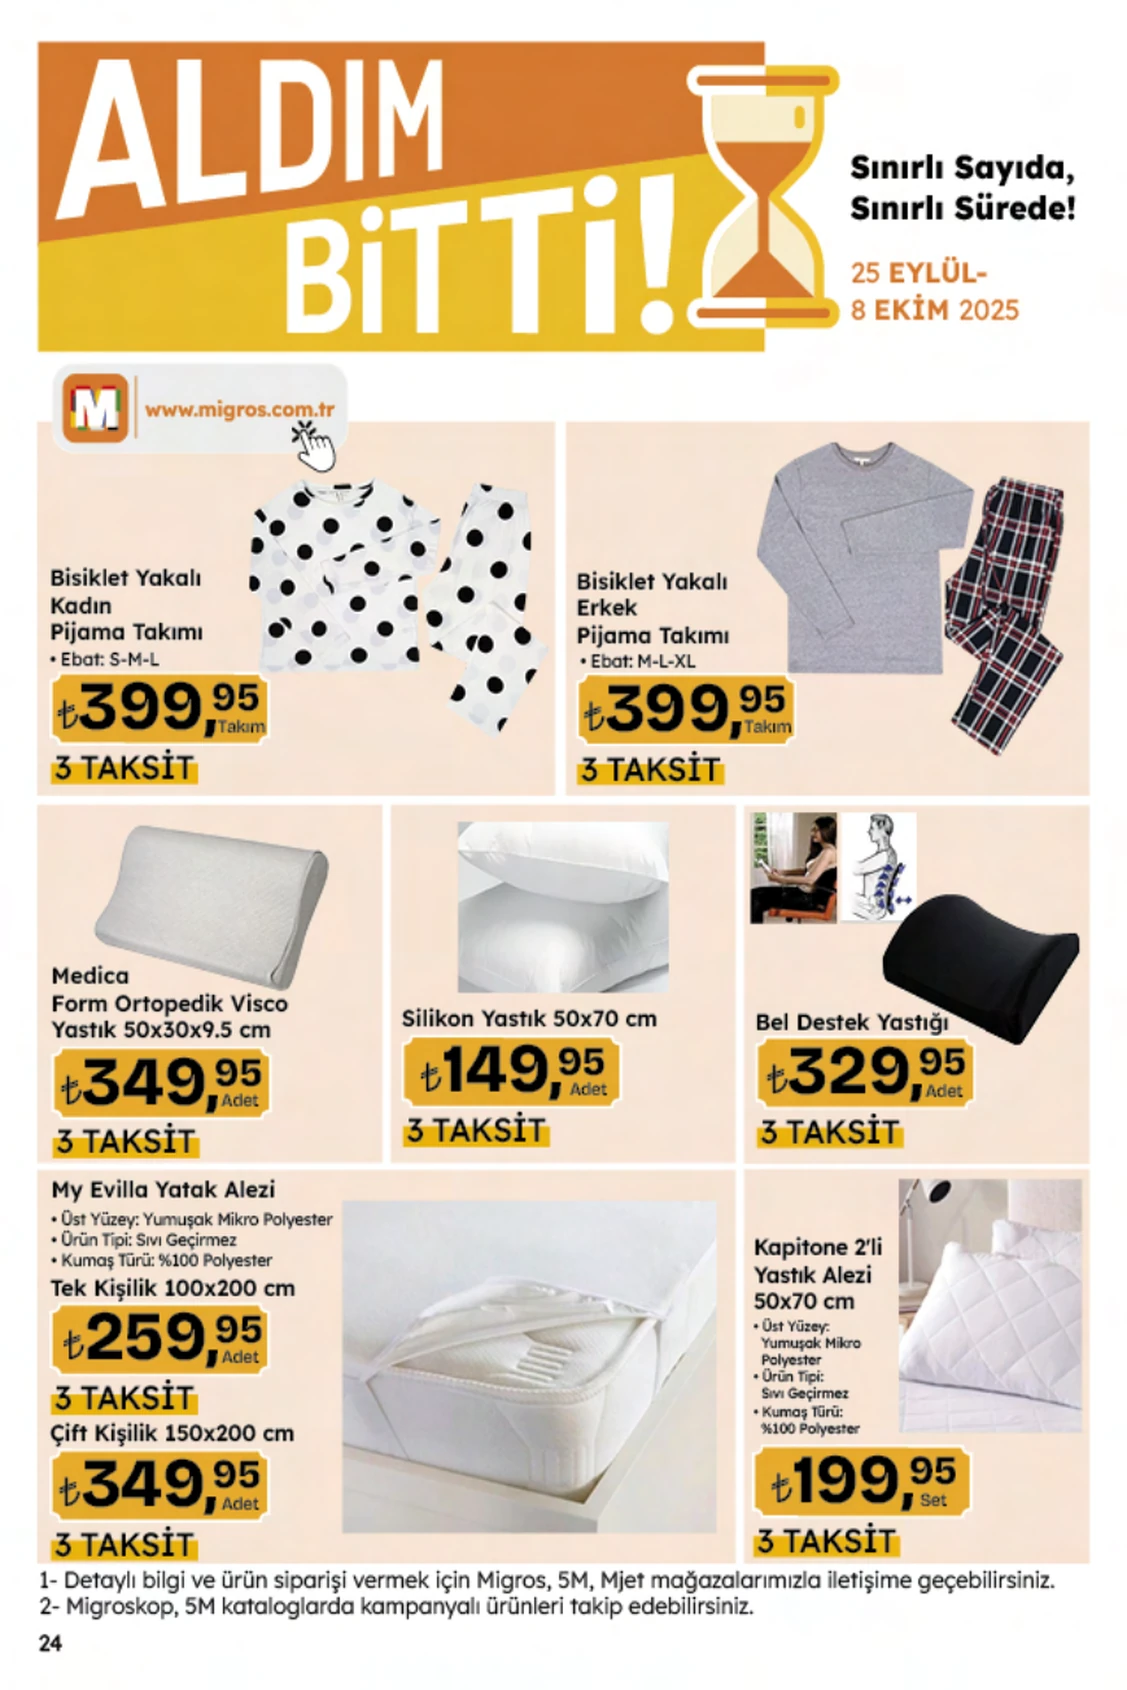 ALDIM
BİTTİ!
Sınırlı Sayıda,
Sınırlı Sürede!
25 EYLÜL-
8 EKİM 2025
M
www.migros.com.tr
Bisiklet Yakalı
Kadın
Pijama Takımı
• Ebat: S-M-L
₺399,95
Takım
3 TAKSİT
Bisiklet Yakalı
Erkek
Pijama Takımı
• Ebat: M-L-XL
₺399,95
Takım
3 TAKSİT
Medica
Form Ortopedik Visco
Yastık 50x30x9.5 cm
₺349,95
Adet
3 TAKSİT
Silikon Yastık 50x70 cm
₺149,95
Adet
3 TAKSİT
Bel Destek Yastığı
₺329,95
Adet
3 TAKSİT
My Evilla Yatak Alezi
• Üst Yüzey: Yumuşak Mikro Polyester
• Ürün Tipi: Sıvı Geçirmez
• Kumaş Türü: %100 Polyester
Tek Kişilik 100x200 cm
₺259,95
Adet
3 TAKSİT
Çift Kişilik 150x200 cm
₺349,95
Adet
3 TAKSİT
Kapitone 2'li
Yastık Alezi
50x70 cm
• Üst Yüzey:
Yumuşak Mikro
Polyester
• Ürün Tipi:
Sıvı Geçirmez
• Kumaş Türü:
%100 Polyester
₺199,95
Set
3 TAKSİT
1- Detaylı bilgi ve ürün siparişi vermek için Migros, 5M, Mjet mağazalarımızla iletişime geçebilirsiniz.
2- Migroskop, 5M kataloglarda kampanyalı ürünleri takip edebilirsiniz.
24